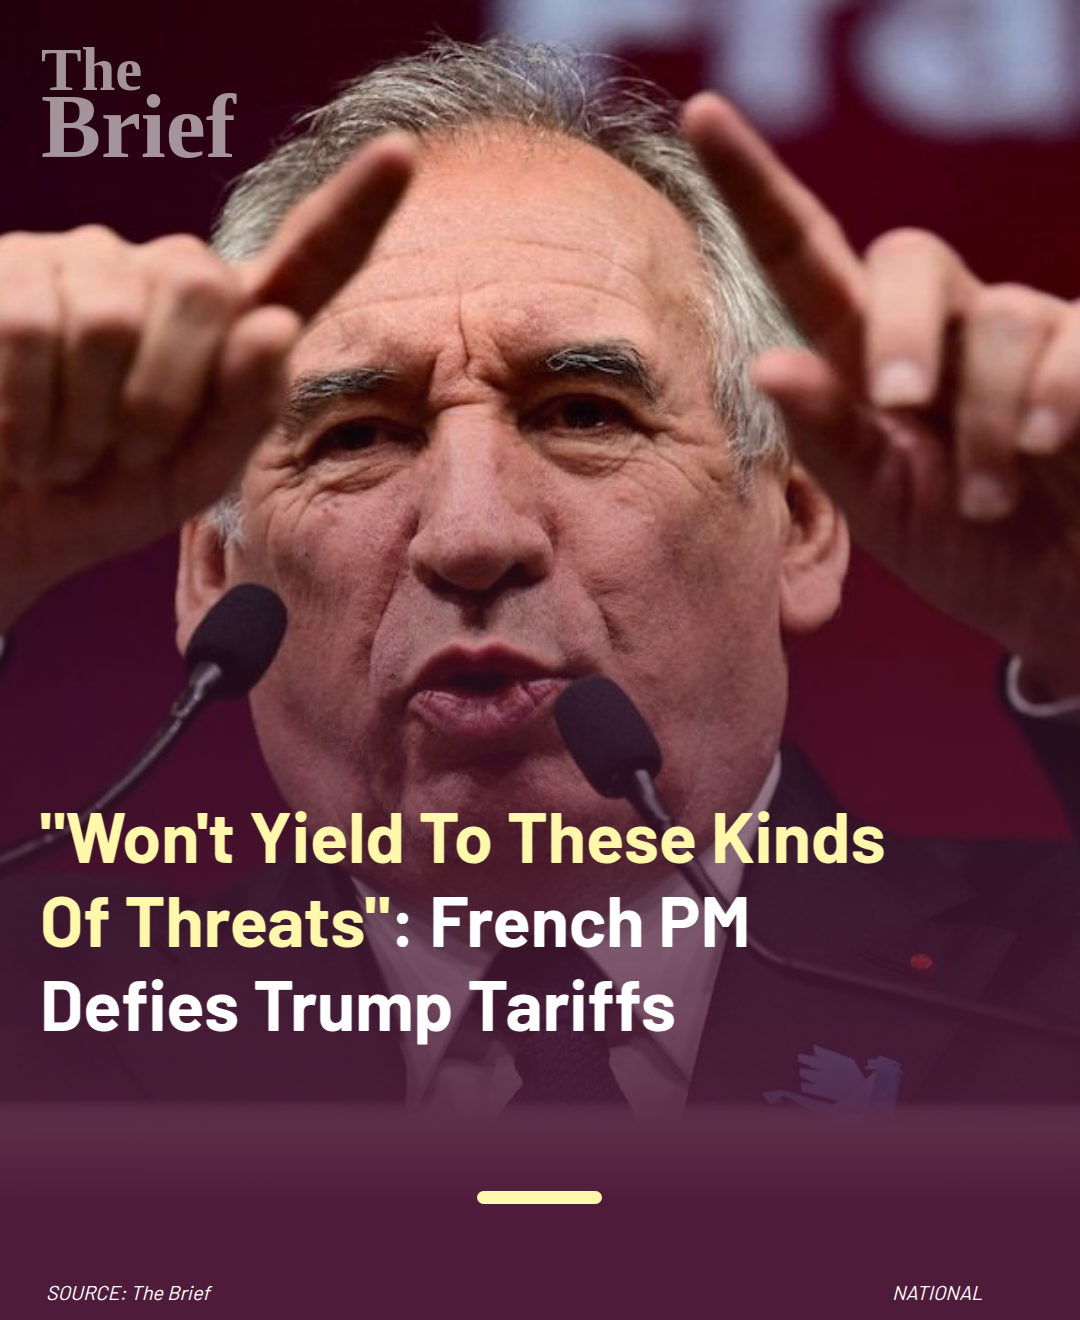 The
Brief
"Won't Yield To These Kinds
Of Threats": French PM
Defies Trump Tariffs
SOURCE: The Brief
NATIONAL